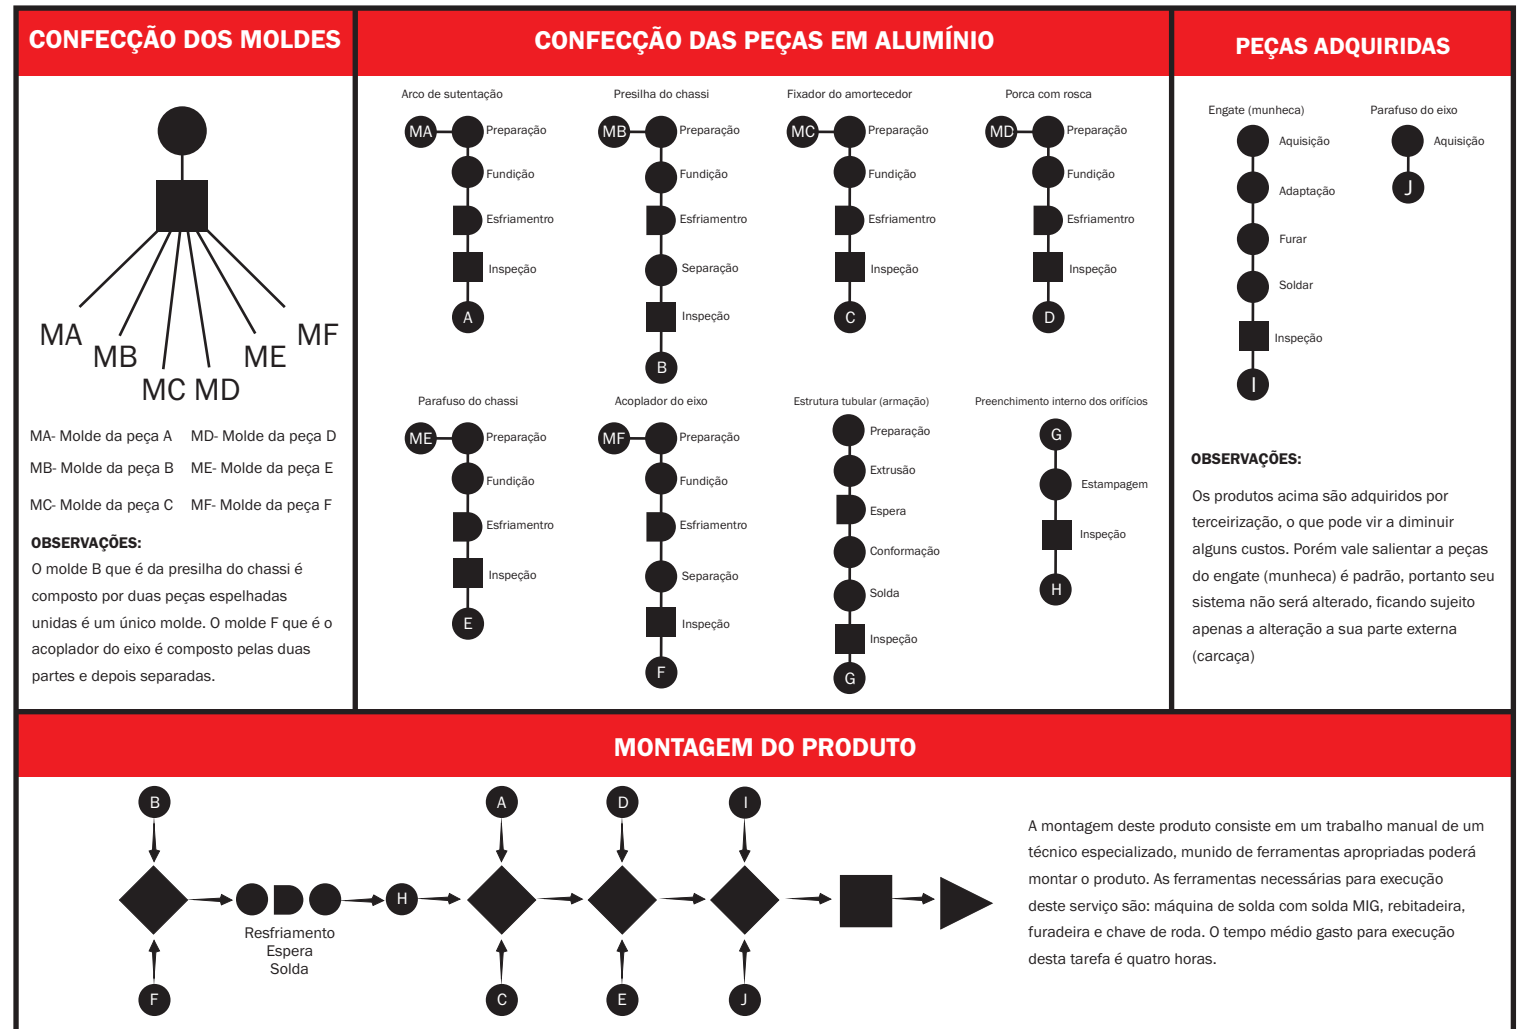 CONFECÇÃO DOS MOLDES
MA
MB
MC MD
ME
MF
MA- Molde da peça A MD- Molde da peça D
MB- Molde da peça B ME- Molde da peça E
MC- Molde da peça C MF- Molde da peça F
OBSERVAÇÕES:
O molde B que é da presilha do chassi é
composto por duas peças espelhadas
unidas é um único molde. O molde F que é o
acoplador do eixo é composto pelas duas
partes e depois separadas.
CONFECÇÃO DAS PEÇAS EM ALUMÍNIO
Arco de sutentação
MA Preparação
Fundição
Esfriamentro
Inspeção
A
Presilha do chassi
MB Preparação
Fundição
Esfriamentro
Separação
Inspeção
B
Fixador do amortecedor
MC Preparação
Fundição
Esfriamentro
Inspeção
C
Porca com rosca
MD Preparação
Fundição
Esfriamentro
Inspeção
D
Parafuso do chassi
ME Preparação
Fundição
Esfriamentro
Inspeção
E
Acoplador do eixo
MF Preparação
Fundição
Esfriamentro
Separação
Inspeção
F
Estrutura tubular (armação)
Preparação
Extrusão
Espera
Conformação
Solda
Inspeção
G
Preenchimento interno dos orifícios
G
Estampagem
Inspeção
H
PEÇAS ADQUIRIDAS
Engate (munheca)
Aquisição
Adaptação
Furar
Soldar
Inspeção
I
Parafuso do eixo
Aquisição
J
OBSERVAÇÕES:
Os produtos acima são adquiridos por
terceirização, o que pode vir a diminuir
alguns custos. Porém vale salientar a peças
do engate (munheca) é padrão, portanto seu
sistema não será alterado, ficando sujeito
apenas a alteração a sua parte externa
(carcaça)
MONTAGEM DO PRODUTO
B
A
D
I
Resfriamento
Espera
Solda
H
F
C
E
J
A montagem deste produto consiste em um trabalho manual de um
técnico especializado, munido de ferramentas apropriadas poderá
montar o produto. As ferramentas necessárias para execução
deste serviço são: máquina de solda com solda MIG, rebitadeira,
furadeira e chave de roda. O tempo médio gasto para execução
desta tarefa é quatro horas.